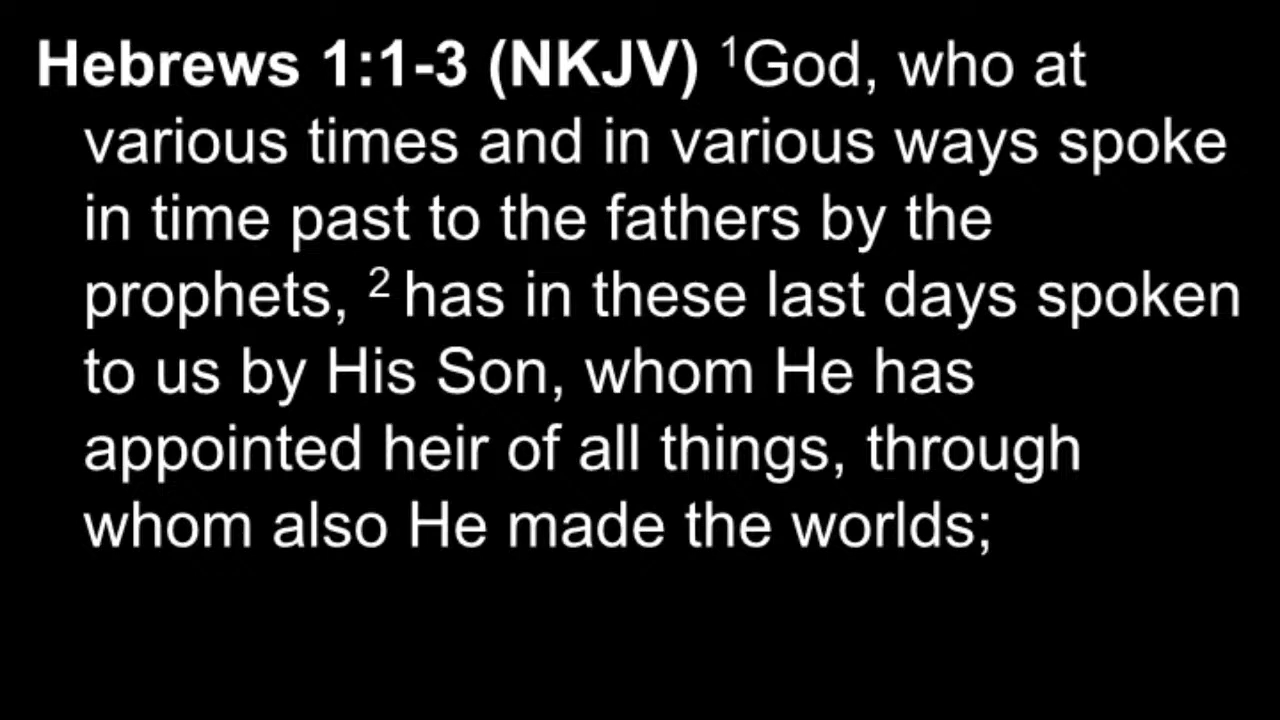 Hebrews 1:1-3 (NKJV) ¹God, who at
various times and in various ways spoke
in time past to the fathers by the
prophets, ² has in these last days spoken
to us by His Son, whom He has
appointed heir of all things, through
whom also He made the worlds;